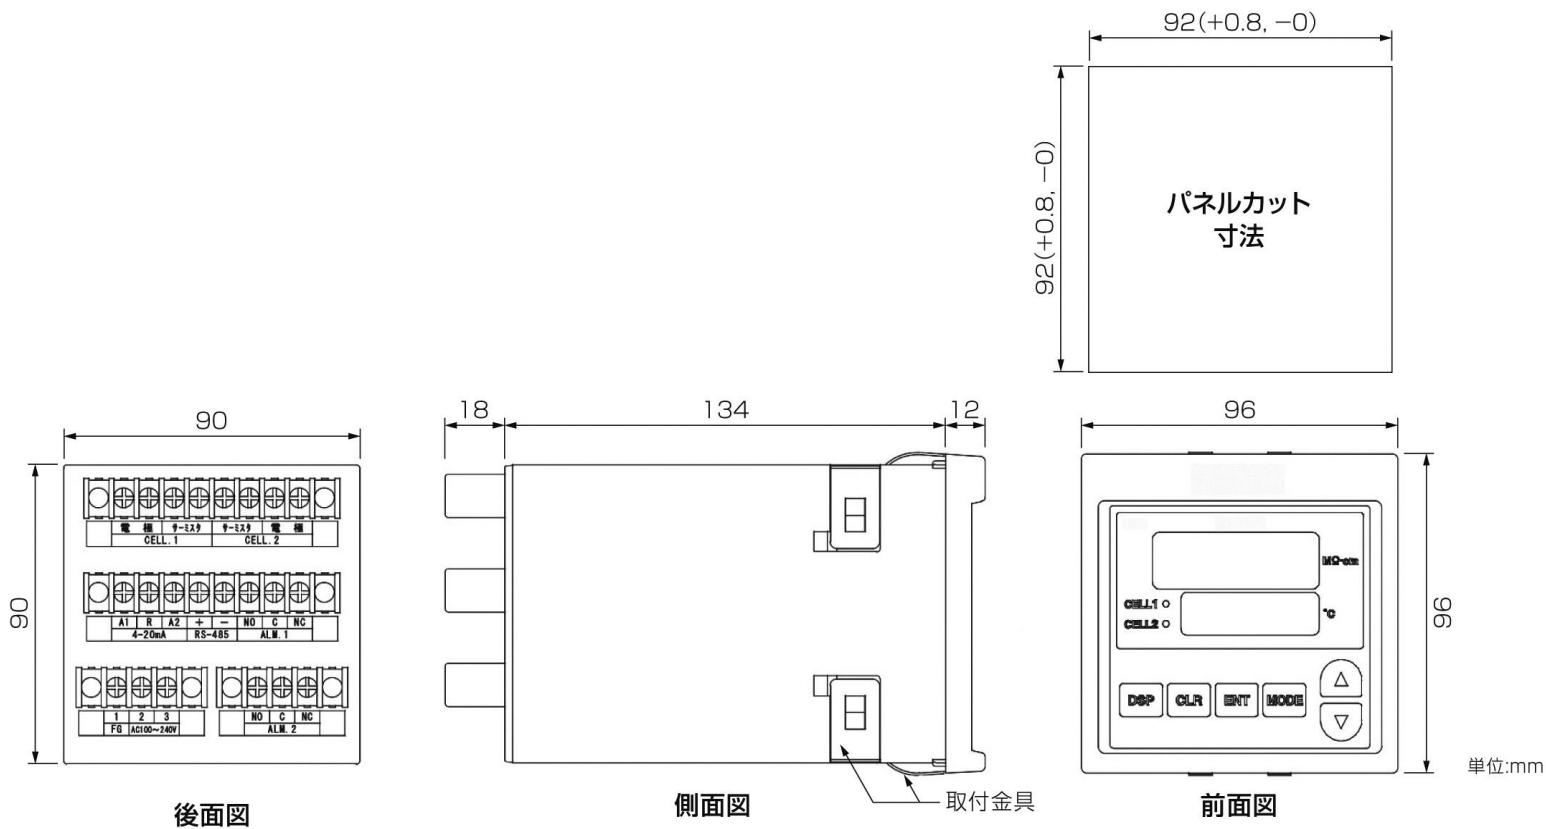 92(+0.8, −0)
92(+0.8, −0)
パネルカット
寸法
90
90
電 極 サーミスタ サーミスタ 電 極
CELL.1 CELL.2
A1 R A2 + − NO C NC
4-20mA RS-485 ALM.1
1 2 3
FG AC100〜240V
NO C NC
ALM.2
後面図
18 134 12
取付金具
側面図
96
96
MΩ·cm
CELL1
CELL2
°C
DSP CLR ENT MODE
△
▽
前面図
単位:mm